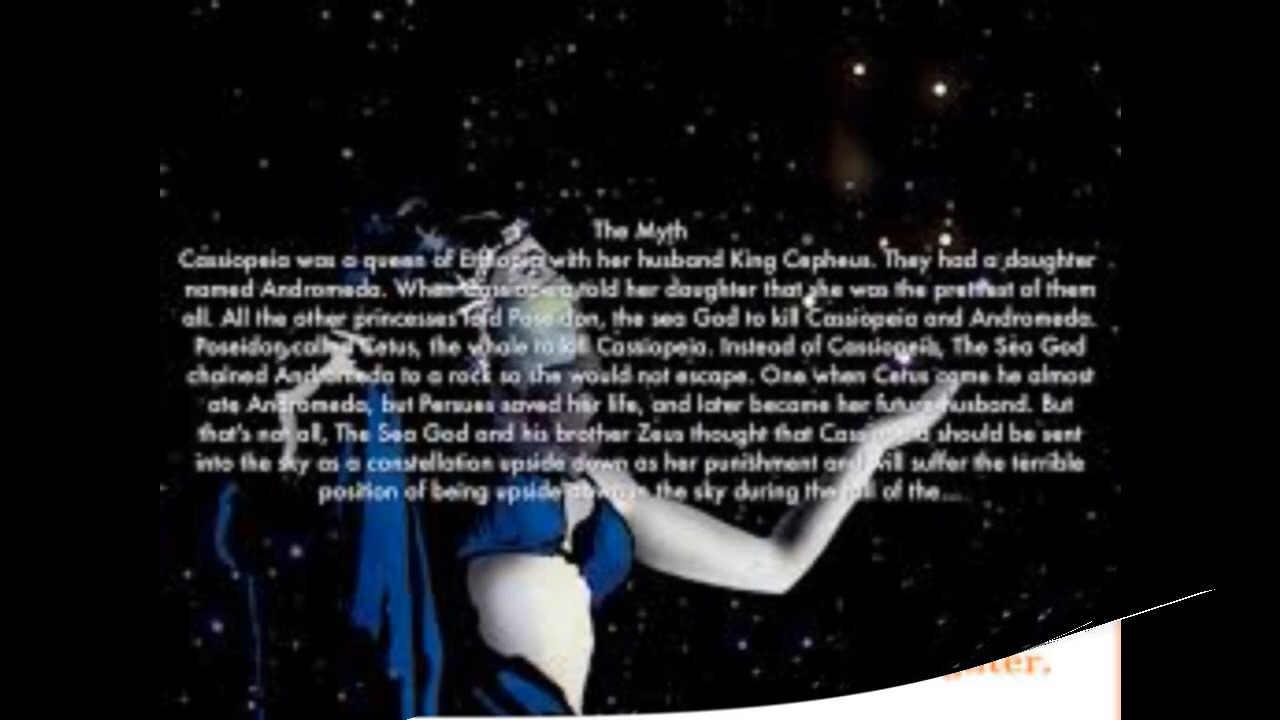 The Myth
Cassiopeia was a queen of Ethiopia with her husband King Cepheus. They had a daughter
named Andromeda. When Cassiopeia told her daughter that she was the prettiest of them
all. All the other princesses told Poseidon, the sea God to kill Cassiopeia and Andromeda.
Poseidon called Cetus, the whale to kill Cassiopeia. Instead of Cassiopeia, The Sea God
chained Andromeda to a rock so she would not escape. One when Cetus came he almost
ate Andromeda, but Persues saved her life, and later became her future husband. But
that's not all, The Sea God and his brother Zeus thought that Cassiopeia should be sent
into the sky as a constellation upside down as her punishment and will suffer the terrible
position of being upside down in the sky during the fall of the...